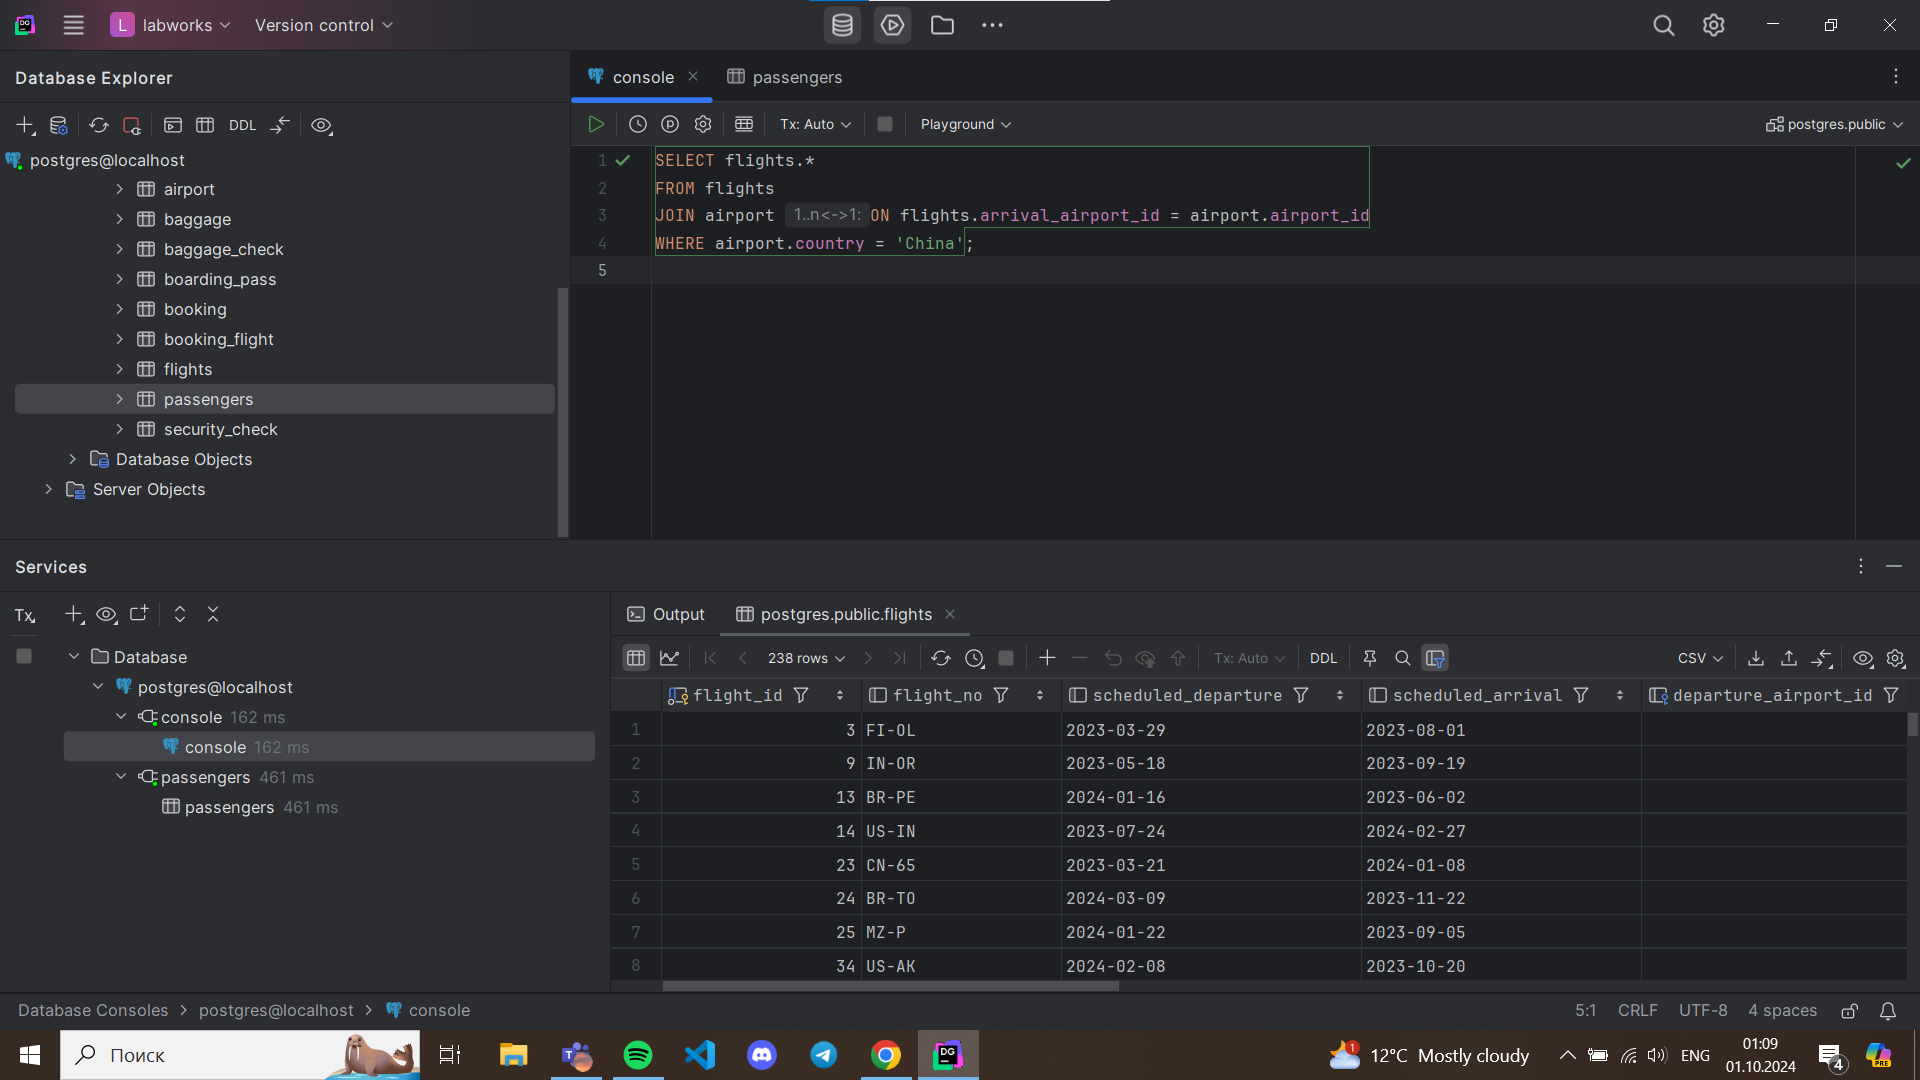 L labworks Version control
Database Explorer
console
passengers
DDL
Tx: Auto
Playground
postgres.public
postgres@localhost
airport
baggage
baggage_check
boarding_pass
booking
booking_flight
flights
passengers
security_check
Database Objects
Server Objects
1 SELECT flights.*
2 FROM flights
3 JOIN airport 1..n<->1: ON flights.arrival_airport_id = airport.airport_id
4 WHERE airport.country = 'China';
5
Services
Tx
Database
postgres@localhost
console 162 ms
console 162 ms
passengers 461 ms
passengers 461 ms
Output
postgres.public.flights
238 rows
Tx: Auto
DDL
CSV
flight_id flight_no scheduled_departure scheduled_arrival departure_airport_id
1 3 FI-OL 2023-03-29 2023-08-01
2 9 IN-OR 2023-05-18 2023-09-19
3 13 BR-PE 2024-01-16 2023-06-02
4 14 US-IN 2023-07-24 2024-02-27
5 23 CN-65 2023-03-21 2024-01-08
6 24 BR-TO 2024-03-09 2023-11-22
7 25 MZ-P 2024-01-22 2023-09-05
8 34 US-AK 2024-02-08 2023-10-20
Database Consoles postgres@localhost console
5:1 CRLF UTF-8 4 spaces
Поиск
DG
1
12°C Mostly cloudy
ENG
01:09
01.10.2024
4
PRE